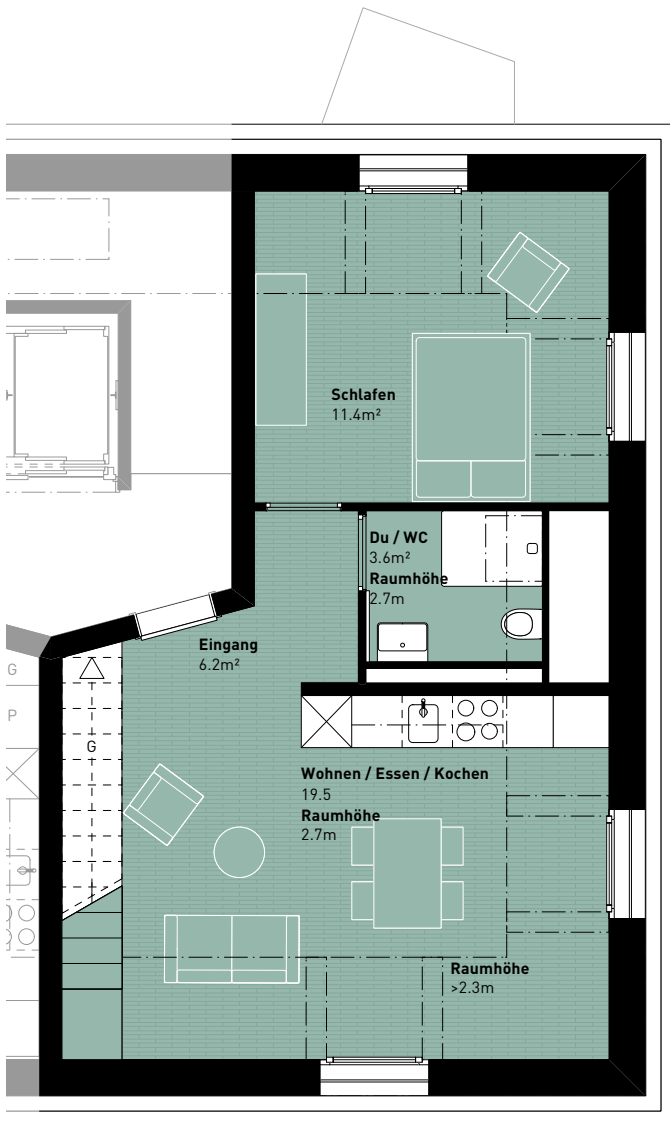 Schlafen
11.4m²
Du / WC
3.6m²
Raumhöhe
2.7m
Eingang
6.2m²
G
P
G
Wohnen / Essen / Kochen
19.5
Raumhöhe
2.7m
Raumhöhe
>2.3m